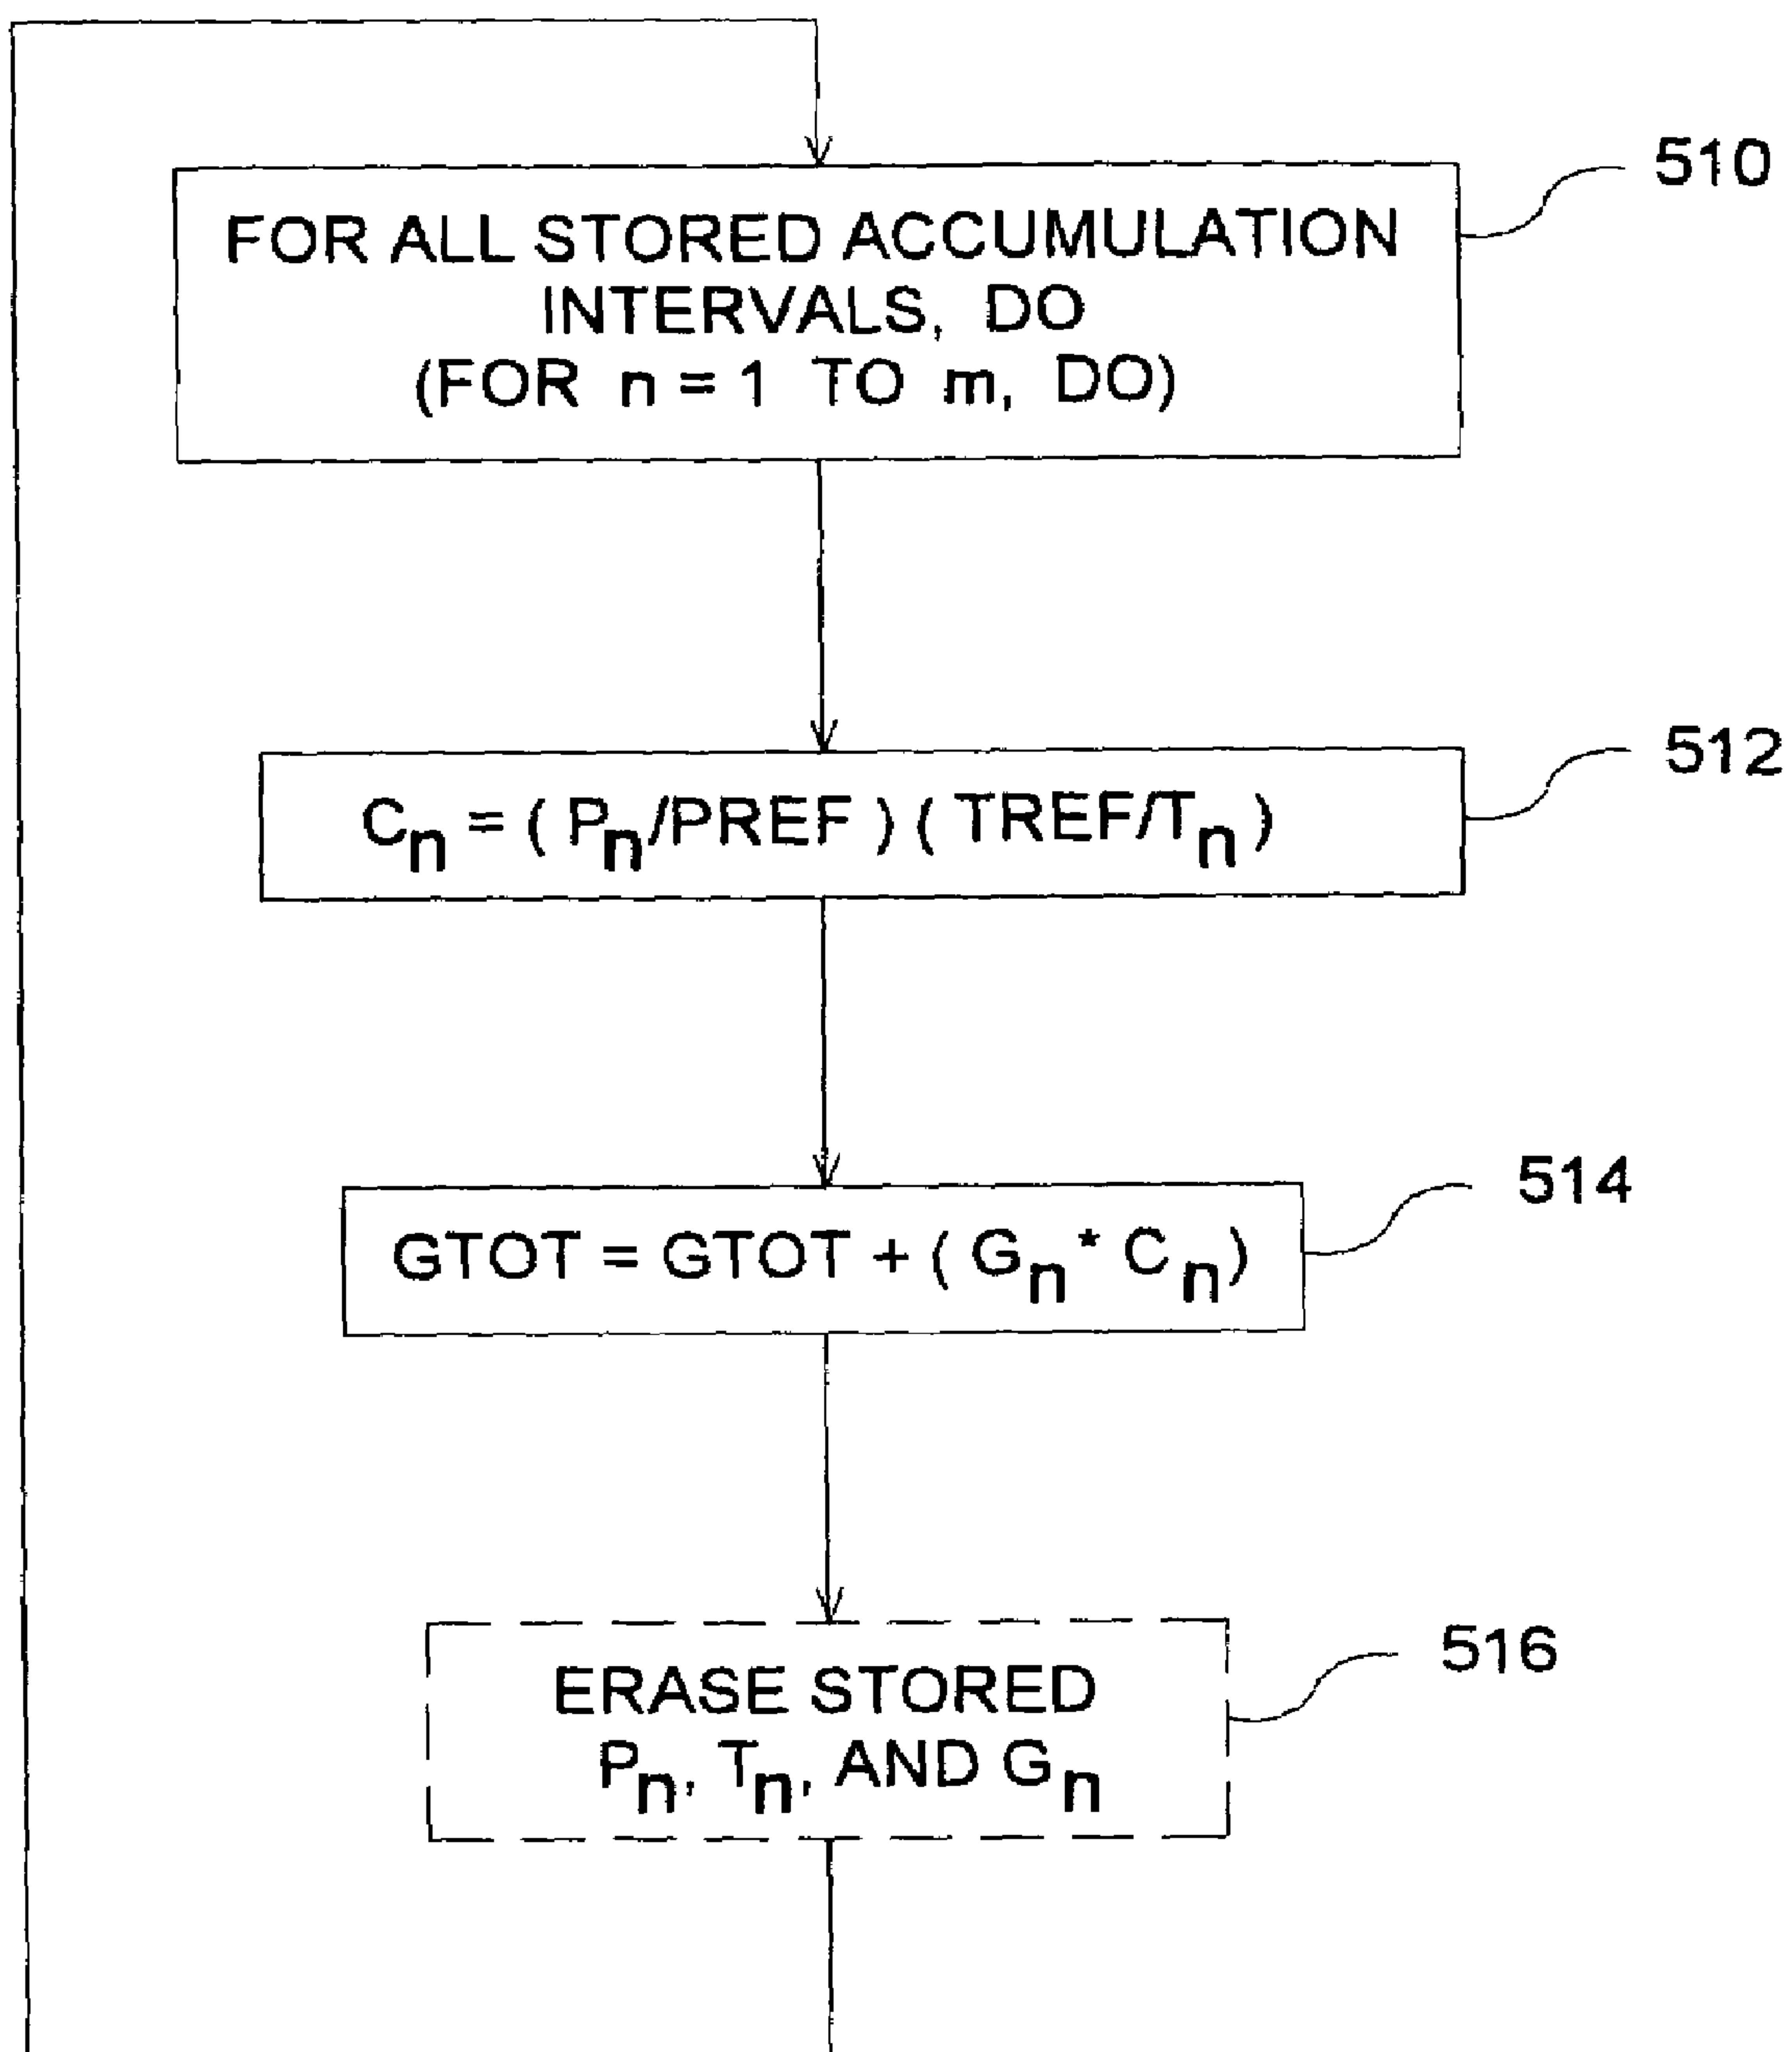 510
FOR ALL STORED ACCUMULATION
INTERVALS, DO
(FOR n = 1 TO m, DO)
512
Cn = ( Pn/PREF ) ( TREF/Tn )
514
GTOT = GTOT + ( Gn * Cn )
516
ERASE STORED
Pn, Tn, AND Gn